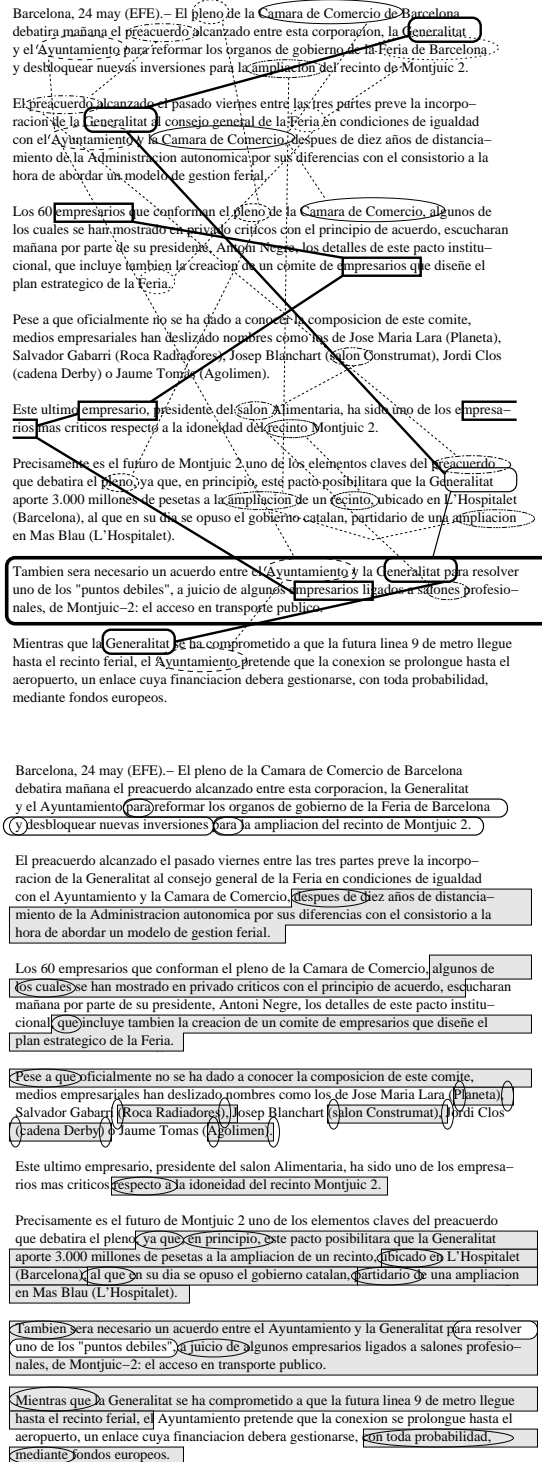 Barcelona, 24 may (EFE).– El pleno de la Camara de Comercio de Barcelona
debatira mañana el preacuerdo alcanzado entre esta corporacion, la Generalitat
y el Ayuntamiento para reformar los organos de gobierno de la Feria de Barcelona
y desbloquear nuevas inversiones para la ampliacion del recinto de Montjuic 2.
El preacuerdo alcanzado el pasado viernes entre las tres partes preve la incorpo–
racion de la Generalitat al consejo general de la Feria en condiciones de igualdad
con el Ayuntamiento y la Camara de Comercio, despues de diez años de distancia–
miento de la Administracion autonomica por sus diferencias con el consistorio a la
hora de abordar un modelo de gestion ferial.
Los 60 empresarios que conforman el pleno de la Camara de Comercio, algunos de
los cuales se han mostrado en privado criticos con el principio de acuerdo, escucharan
mañana por parte de su presidente, Antoni Negre, los detalles de este pacto institu–
cional, que incluye tambien la creacion de un comite de empresarios que diseñe el
plan estrategico de la Feria.
Pese a que oficialmente no se ha dado a conocer la composicion de este comite,
medios empresariales han deslizado nombres como los de Jose Maria Lara (Planeta),
Salvador Gabarri (Roca Radiadores), Josep Blanchart (salon Construmat), Jordi Clos
(cadena Derby) o Jaume Tomas (Agolimen).
Este ultimo empresario, presidente del salon Alimentaria, ha sido uno de los empresa–
rios mas criticos respecto a la idoneidad del recinto Montjuic 2.
Precisamente es el futuro de Montjuic 2 uno de los elementos claves del preacuerdo
que debatira el pleno, ya que, en principio, este pacto posibilitara que la Generalitat
aporte 3.000 millones de pesetas a la ampliacion de un recinto, ubicado en L’Hospitalet
(Barcelona), al que en su dia se opuso el gobierno catalan, partidario de una ampliacion
en Mas Blau (L’Hospitalet).
Tambien sera necesario un acuerdo entre el Ayuntamiento y la Generalitat para resolver
uno de los "puntos debiles", a juicio de algunos empresarios ligados a salones profesio–
nales, de Montjuic–2: el acceso en transporte publico.
Mientras que la Generalitat se ha comprometido a que la futura linea 9 de metro llegue
hasta el recinto ferial, el Ayuntamiento pretende que la conexion se prolongue hasta el
aeropuerto, un enlace cuya financiacion debera gestionarse, con toda probabilidad,
mediante fondos europeos.
Barcelona, 24 may (EFE).– El pleno de la Camara de Comercio de Barcelona
debatira mañana el preacuerdo alcanzado entre esta corporacion, la Generalitat
y el Ayuntamiento para reformar los organos de gobierno de la Feria de Barcelona
y desbloquear nuevas inversiones para la ampliacion del recinto de Montjuic 2.
El preacuerdo alcanzado el pasado viernes entre las tres partes preve la incorpo–
racion de la Generalitat al consejo general de la Feria en condiciones de igualdad
con el Ayuntamiento y la Camara de Comercio, despues de diez años de distancia–
miento de la Administracion autonomica por sus diferencias con el consistorio a la
hora de abordar un modelo de gestion ferial.
Los 60 empresarios que conforman el pleno de la Camara de Comercio, algunos de
los cuales se han mostrado en privado criticos con el principio de acuerdo, escucharan
mañana por parte de su presidente, Antoni Negre, los detalles de este pacto institu–
cional, que incluye tambien la creacion de un comite de empresarios que diseñe el
plan estrategico de la Feria.
Pese a que oficialmente no se ha dado a conocer la composicion de este comite,
medios empresariales han deslizado nombres como los de Jose Maria Lara (Planeta),
Salvador Gabarri (Roca Radiadores), Josep Blanchart (salon Construmat), Jordi Clos
(cadena Derby) o Jaume Tomas (Agolimen).
Este ultimo empresario, presidente del salon Alimentaria, ha sido uno de los empresa–
rios mas criticos respecto a la idoneidad del recinto Montjuic 2.
Precisamente es el futuro de Montjuic 2 uno de los elementos claves del preacuerdo
que debatira el pleno, ya que, en principio, este pacto posibilitara que la Generalitat
aporte 3.000 millones de pesetas a la ampliacion de un recinto, ubicado en L’Hospitalet
(Barcelona), al que en su dia se opuso el gobierno catalan, partidario de una ampliacion
en Mas Blau (L’Hospitalet).
Tambien sera necesario un acuerdo entre el Ayuntamiento y la Generalitat para resolver
uno de los "puntos debiles", a juicio de algunos empresarios ligados a salones profesio–
nales, de Montjuic–2: el acceso en transporte publico.
Mientras que la Generalitat se ha comprometido a que la futura linea 9 de metro llegue
hasta el recinto ferial, el Ayuntamiento pretende que la conexion se prolongue hasta el
aeropuerto, un enlace cuya financiacion debera gestionarse, con toda probabilidad,
mediante fondos europeos.